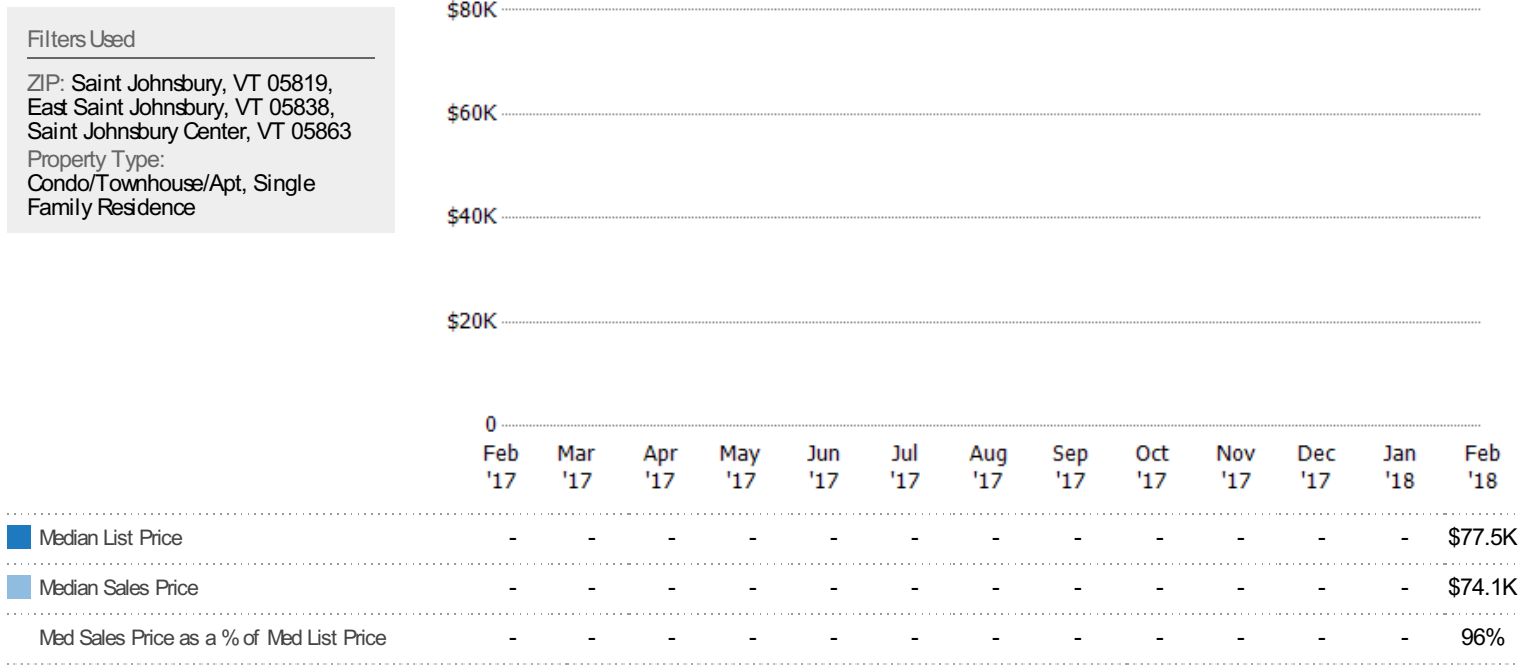 Filters Used
ZIP: Saint Johnsbury, VT 05819,
East Saint Johnsbury, VT 05838,
Saint Johnsbury Center, VT 05863
Property Type:
Condo/Townhouse/Apt, Single
Family Residence
$80K
$60K
$40K
$20K
0
Feb Mar Apr May Jun Jul Aug Sep Oct Nov Dec Jan Feb
'17 '17 '17 '17 '17 '17 '17 '17 '17 '17 '17 '18 '18
Median List Price - - - - - - - - - - - - $77.5K
Median Sales Price - - - - - - - - - - - - $74.1K
Med Sales Price as a % of Med List Price - - - - - - - - - - - - 96%